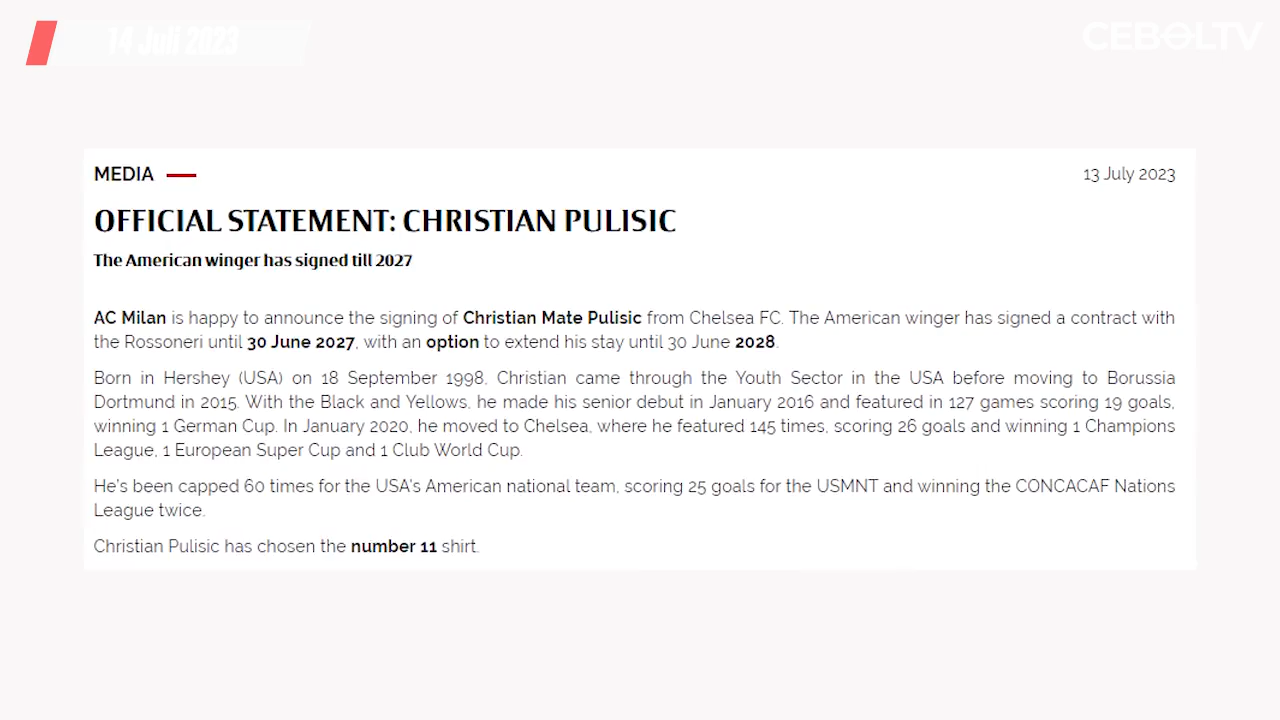 14 Juli 2023
CEBOLTV
MEDIA
13 July 2023
OFFICIAL STATEMENT: CHRISTIAN PULISIC
The American winger has signed till 2027
AC Milan is happy to announce the signing of Christian Mate Pulisic from Chelsea FC. The American winger has signed a contract with
the Rossoneri until 30 June 2027, with an option to extend his stay until 30 June 2028.
Born in Hershey (USA) on 18 September 1998, Christian came through the Youth Sector in the USA before moving to Borussia
Dortmund in 2015. With the Black and Yellows, he made his senior debut in January 2016 and featured in 127 games scoring 19 goals,
winning 1 German Cup. In January 2020, he moved to Chelsea, where he featured 145 times, scoring 26 goals and winning 1 Champions
League, 1 European Super Cup and 1 Club World Cup.
He's been capped 60 times for the USA's American national team, scoring 25 goals for the USMNT and winning the CONCACAF Nations
League twice.
Christian Pulisic has chosen the number 11 shirt.